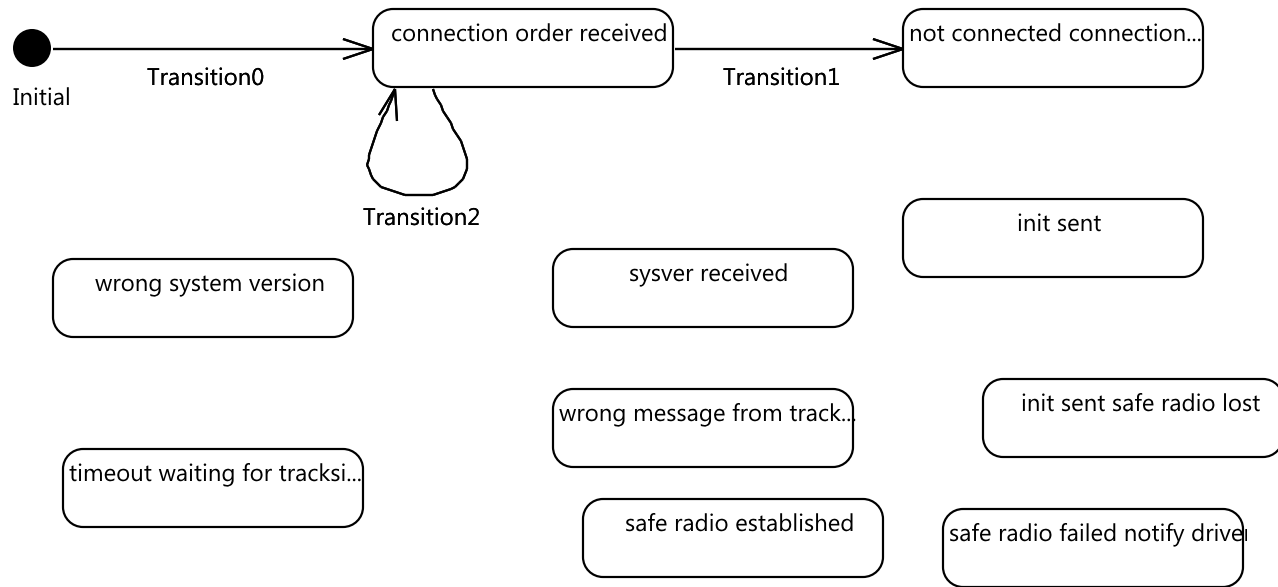 connection order received
not connected connection...
Transition0
Transition1
Initial
Transition2
init sent
wrong system version
sysver received
init sent safe radio lost
wrong message from track...
timeout waiting for tracksi...
safe radio established
safe radio failed notify driver